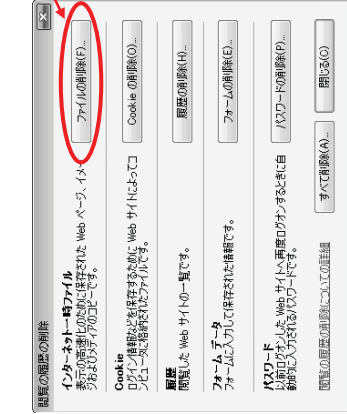 閲覧の履歴の削除
インターネット一時ファイル
表示の高速化のために保存された Web ページ、イメー
ジおよびメディアのコピーです。
ファイルの削除(F)...
Cookie
ログイン情報などを保存するために Web サイトによってコ
ンピュータに格納されたファイルです。
Cookie の削除(O)...
履歴
閲覧した Web サイトの一覧です。
履歴の削除(H)...
フォーム データ
フォームに入力して保存された情報です。
フォームの削除(E)...
パスワード
以前ログオンした Web サイトへ再度ログオンするときに自
動的に入力されるパスワードです。
パスワードの削除(P)...
閲覧の履歴の削除についての詳細
すべて削除(A)...
閉じる(C)